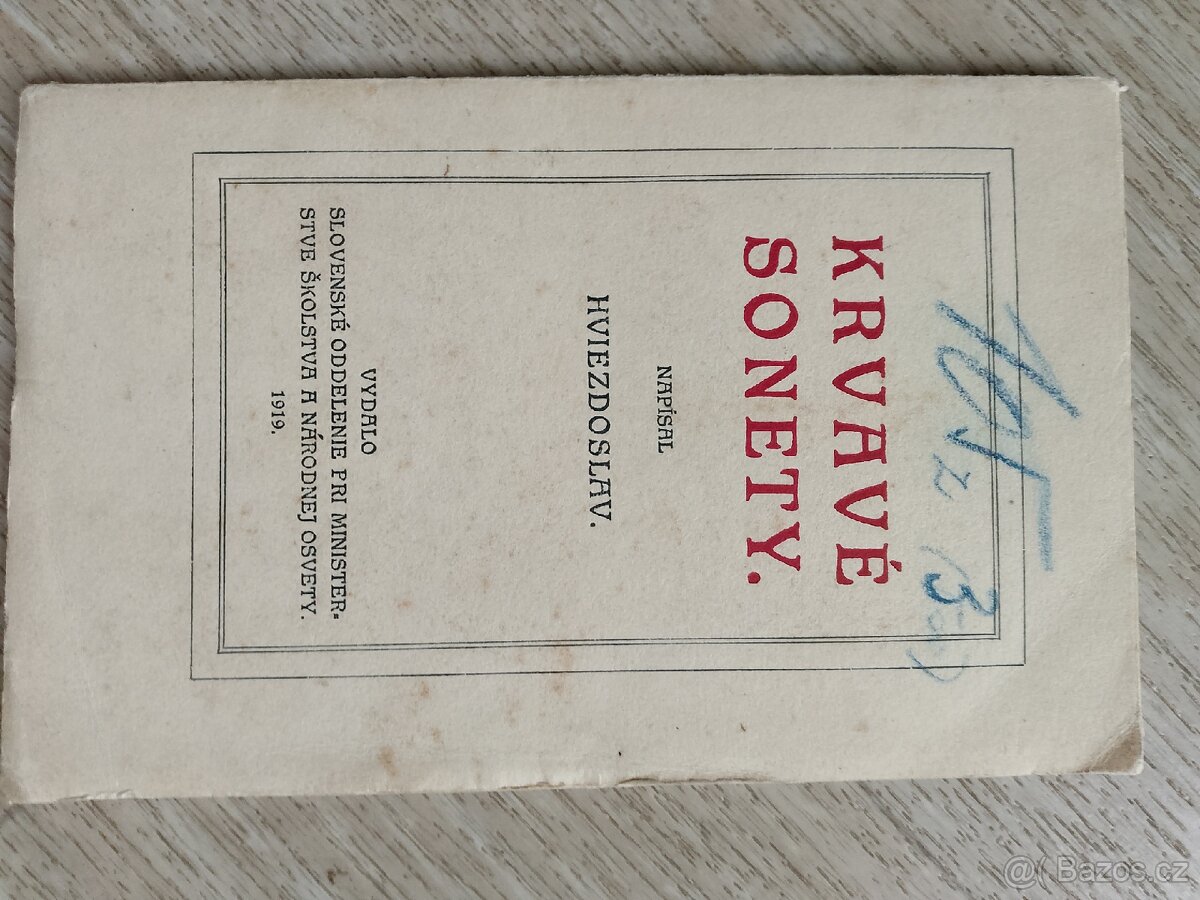 KRVAVÉ
SONETY.
NAPÍSAL
HVIEZDOSLAV.
VYDALO
SLOVENSKÉ ODDELENIE PRI MINISTER-
STVE ŠKOLSTVA A NÁRODNEJ OSVETY.
1919.
@( Bazos.cz